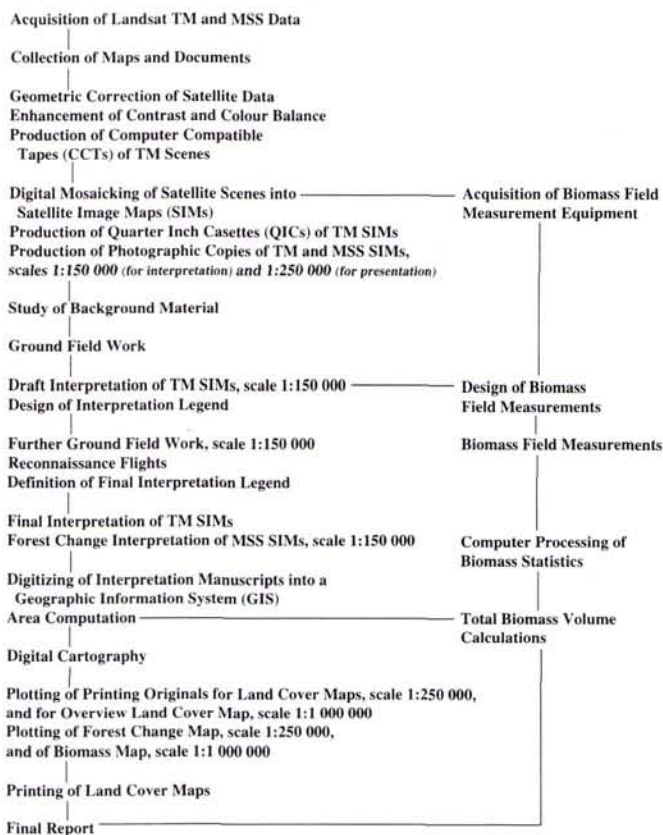 Acquisition of Landsat TM and MSS Data
Collection of Maps and Documents
Geometric Correction of Satellite Data
Enhancement of Contrast and Colour Balance
Production of Computer Compatible
Tapes (CCTs) of TM Scenes
Digital Mosaicking of Satellite Scenes into
Satellite Image Maps (SIMs)
Production of Quarter Inch Casettes (QICs) of TM SIMs
Production of Photographic Copies of TM and MSS SIMs,
scales 1:150 000 (for interpretation) and 1:250 000 (for presentation)
Acquisition of Biomass Field
Measurement Equipment
Study of Background Material
Ground Field Work
Draft Interpretation of TM SIMs, scale 1:150 000
Design of Interpretation Legend
Design of Biomass
Field Measurements
Further Ground Field Work, scale 1:150 000
Reconnaissance Flights
Definition of Final Interpretation Legend
Biomass Field Measurements
Final Interpretation of TM SIMs
Forest Change Interpretation of MSS SIMs, scale 1:150 000
Computer Processing of
Biomass Statistics
Digitizing of Interpretation Manuscripts into a
Geographic Information System (GIS)
Area Computation
Total Biomass Volume
Calculations
Digital Cartography
Plotting of Printing Originals for Land Cover Maps, scale 1:250 000,
and for Overview Land Cover Map, scale 1:1 000 000
Plotting of Forest Change Map, scale 1:250 000,
and of Biomass Map, scale 1:1 000 000
Printing of Land Cover Maps
Final Report